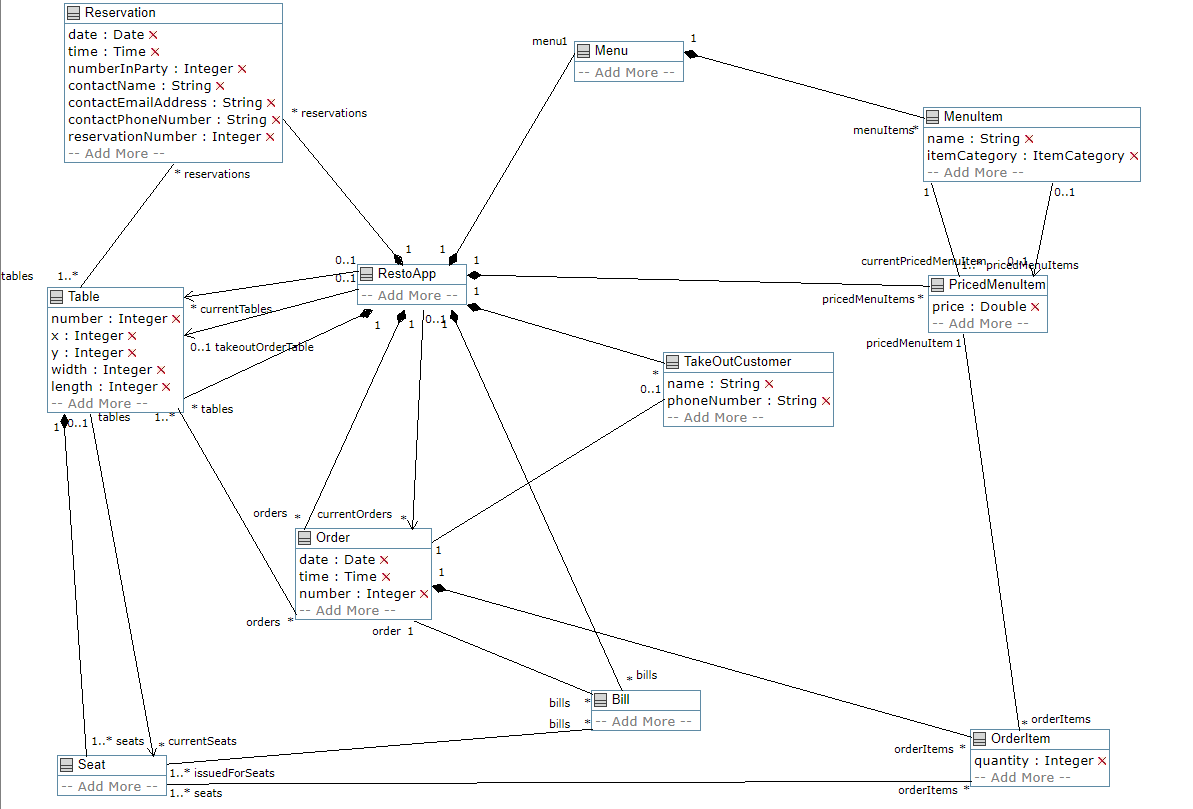 Reservation
date : Date ×
time : Time ×
numberInParty : Integer ×
contactName : String ×
contactEmailAddress : String ×
contactPhoneNumber : String ×
reservationNumber : Integer ×
-- Add More --
* reservations
* reservations
menu1
Menu
-- Add More --
1
MenuItem
name : String ×
itemCategory : ItemCategory ×
-- Add More --
menuItems*
1
0..1
tables
1..*
0..1
0..1
1
1
1
1
RestoApp
-- Add More --
currentPricedMenuItem
0..1
1..* pricedMenuItems
PricedMenuItem
price : Double ×
-- Add More --
pricedMenuItems *
pricedMenuItem 1
Table
number : Integer ×
x : Integer ×
y : Integer ×
width : Integer ×
length : Integer ×
-- Add More --
* currentTables
0..1 takeoutOrderTable
1
1
0..1
1
* tables
1..*
tables
1
0..1
TakeOutCustomer
name : String ×
phoneNumber : String ×
-- Add More --
*
0..1
orders *
currentOrders *
Order
date : Date ×
time : Time ×
number : Integer ×
-- Add More --
1
1
orders *
order 1
* bills
Bill
-- Add More --
bills *
bills *
1..* seats
* currentSeats
Seat
-- Add More --
1..* issuedForSeats
1..* seats
* orderItems
OrderItem
quantity : Integer ×
-- Add More --
orderItems *
orderItems *